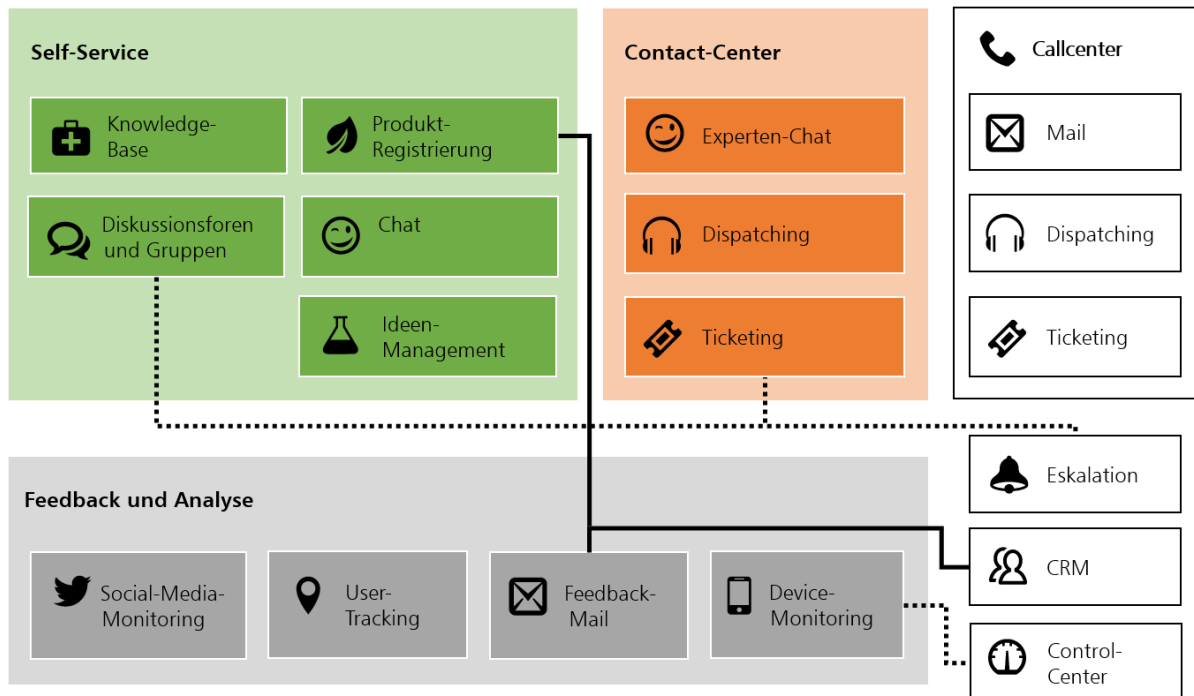 Self-Service
Knowledge-
Base
Produkt-
Registrierung
Diskussionsforen
und Gruppen
Chat
Ideen-
Management
Contact-Center
Experten-Chat
Dispatching
Ticketing
Callcenter
Mail
Dispatching
Ticketing
Eskalation
CRM
Control-
Center
Feedback und Analyse
Social-Media-
Monitoring
User-
Tracking
Feedback-
Mail
Device-
Monitoring